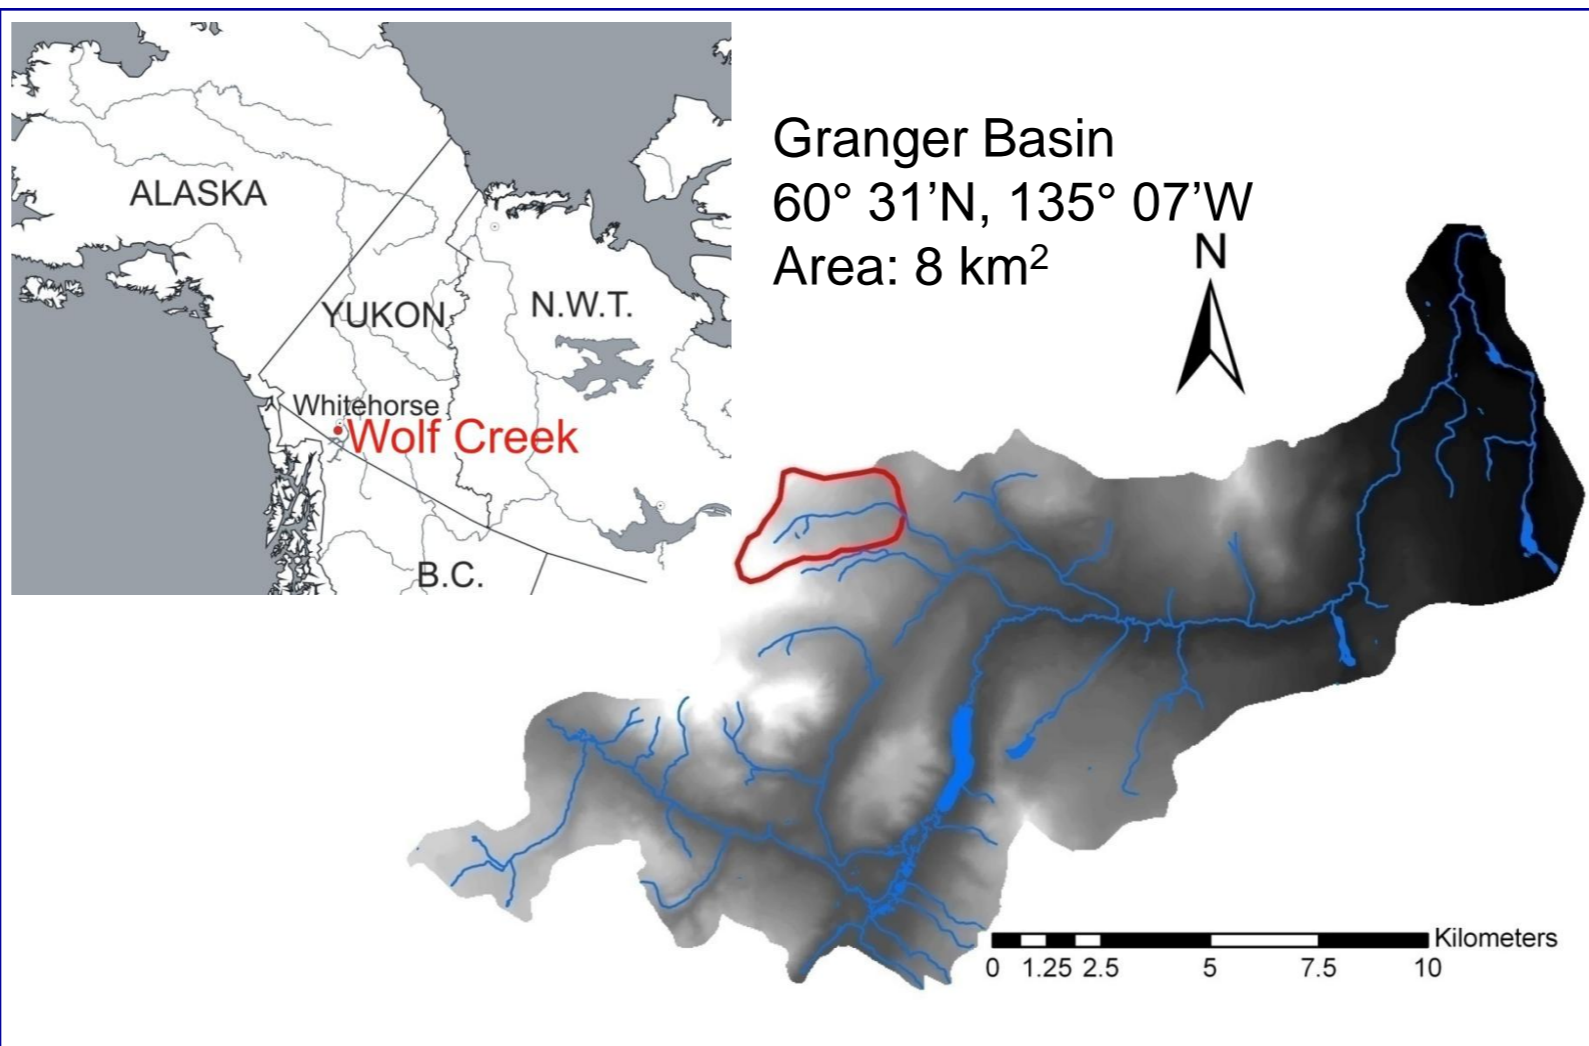 Granger Basin
60° 31’N, 135° 07’W
Area: 8 km²
N
ALASKA
YUKON
N.W.T.
Whitehorse
Wolf Creek
B.C.
Kilometers
0 1.25 2.5 5 7.5 10